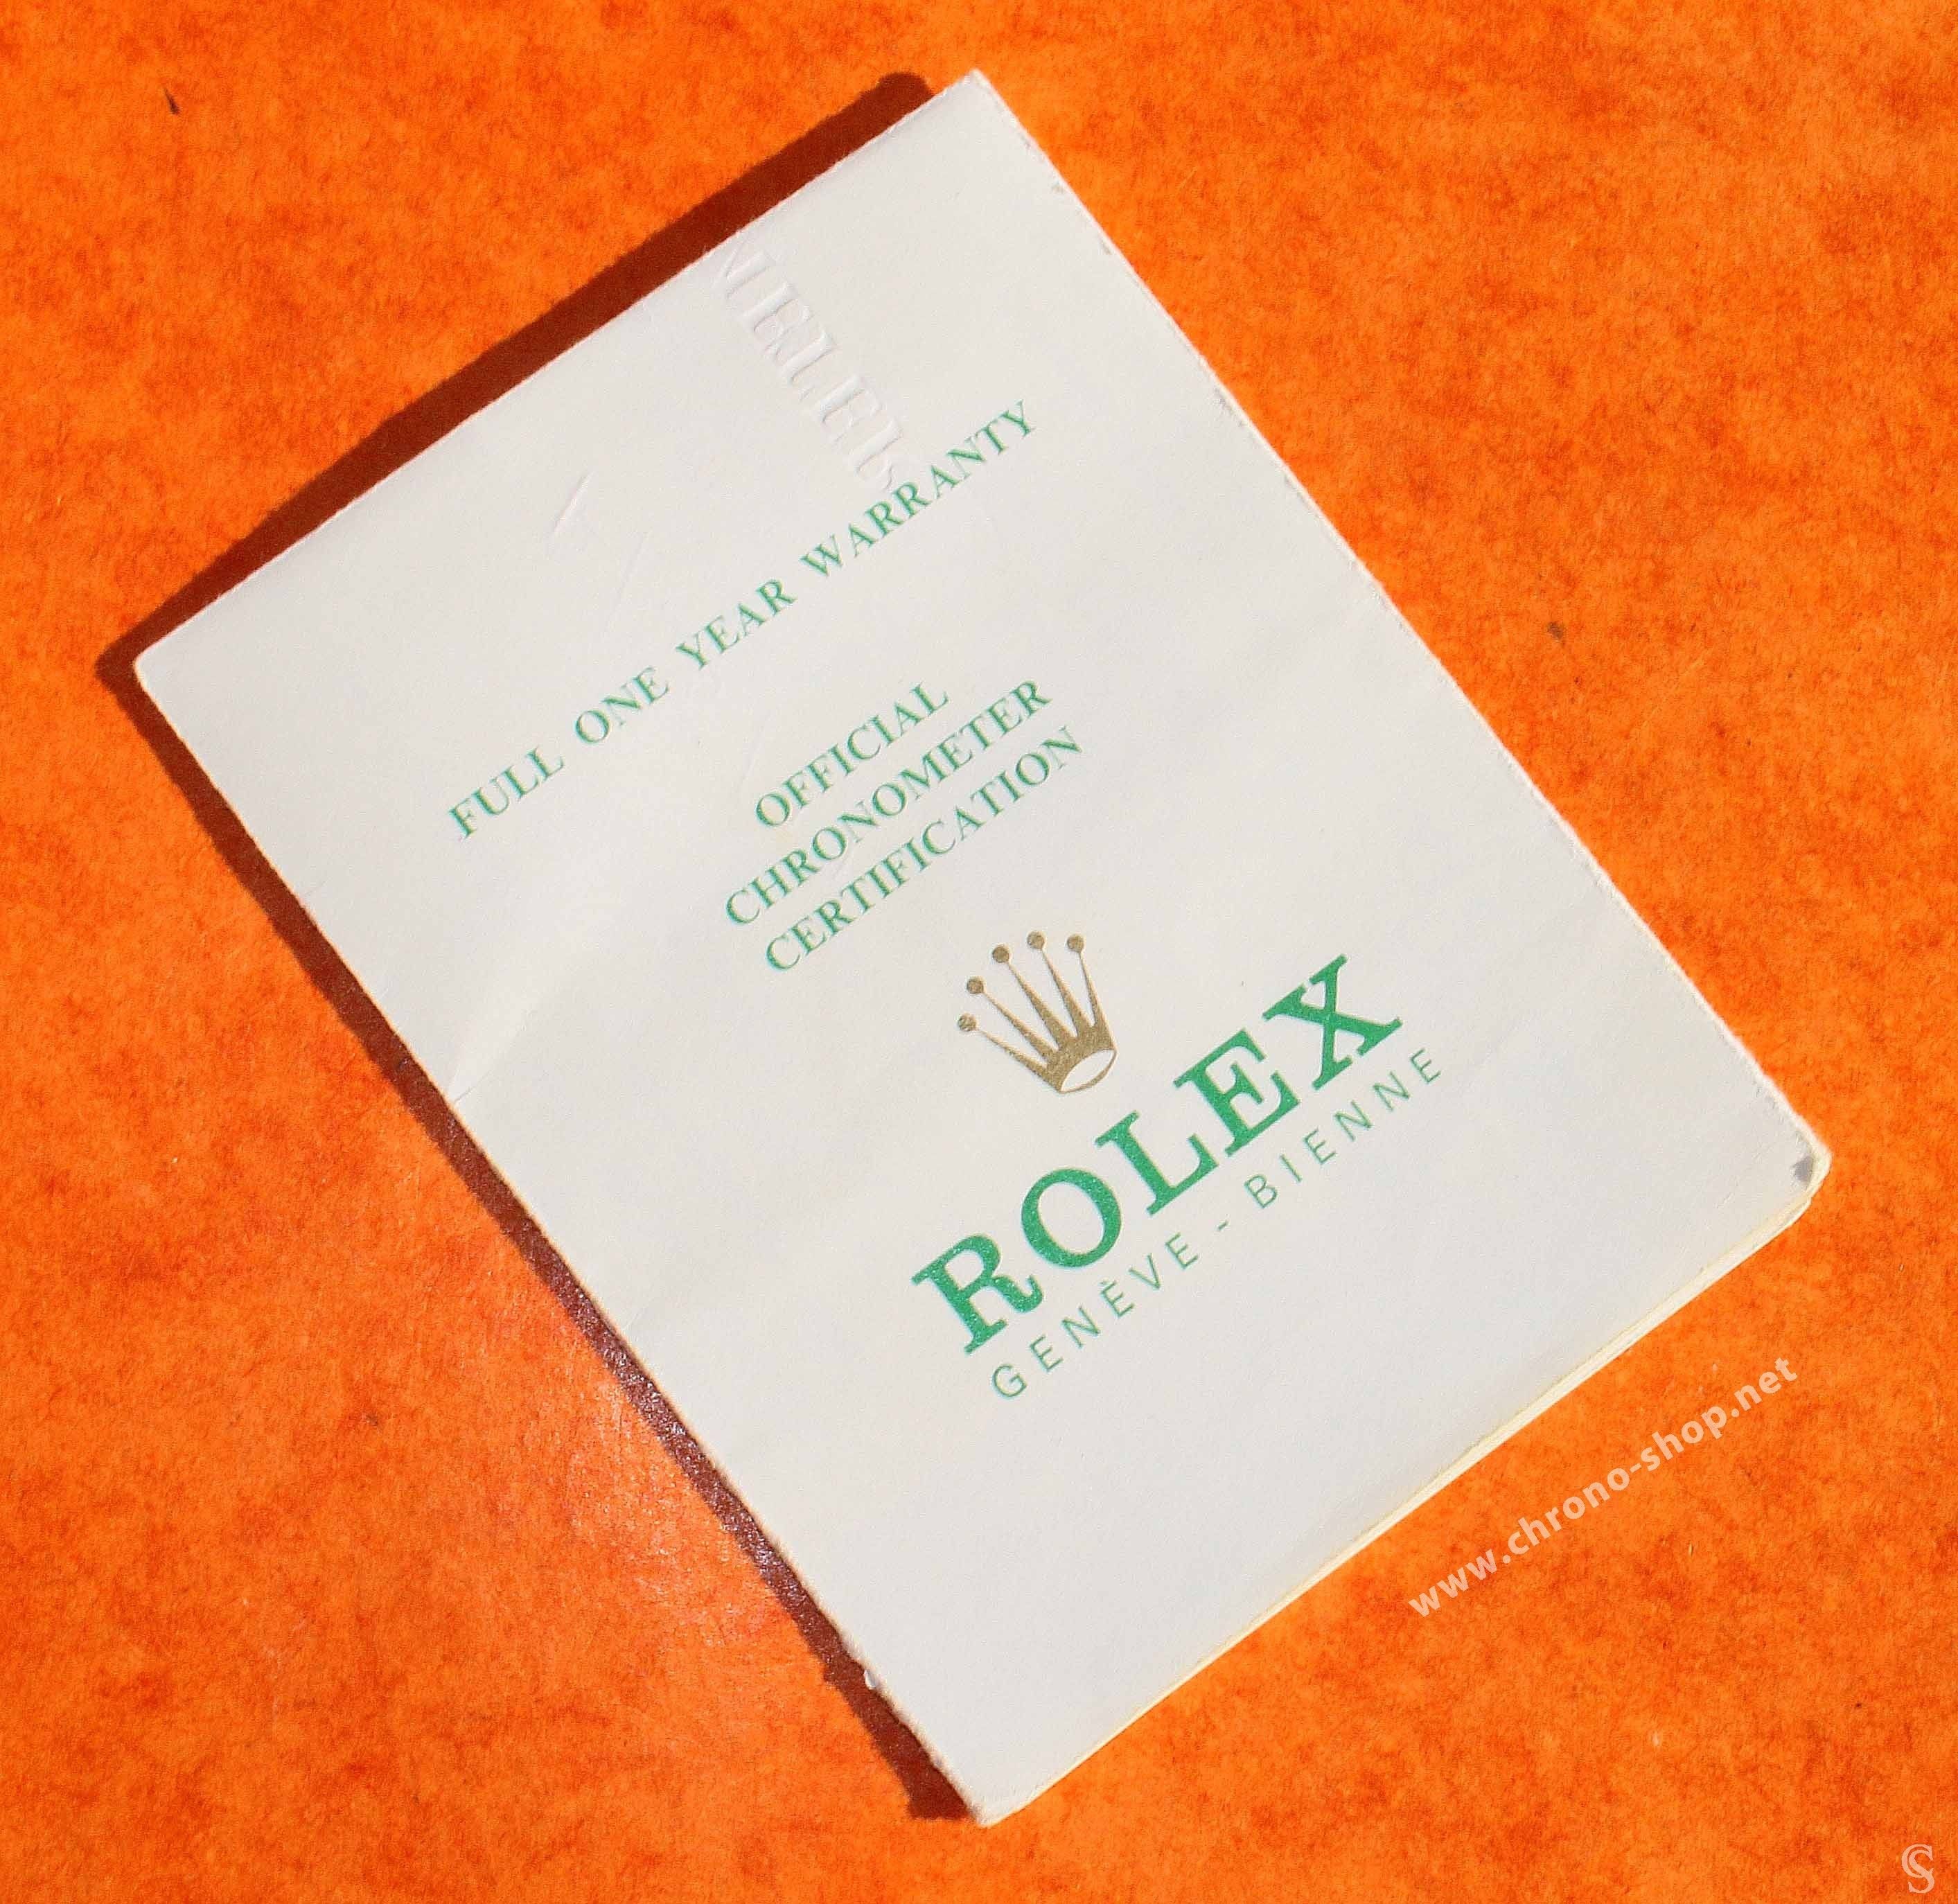 FULL ONE YEAR WARRANTY
OFFICIAL
CHRONOMETER
CERTIFICATION
ROLEX
GENÈVE - BIENNE
www.chrono-shop.net